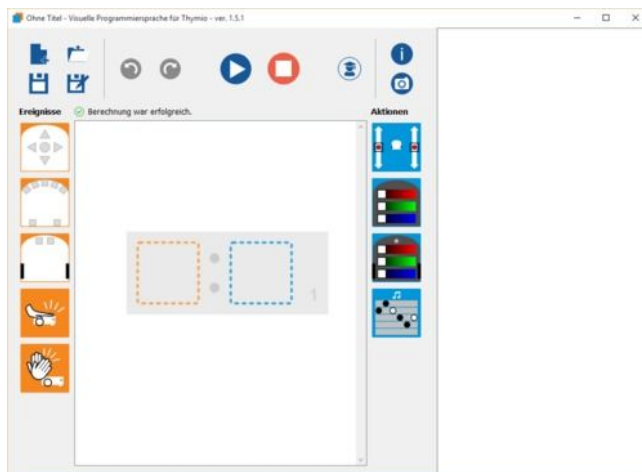 Ohne Titel - Visuelle Programmiersprache für Thymio - ver. 1.5.1
Ereignisse
Berechnung war erfolgreich.
Aktionen
1